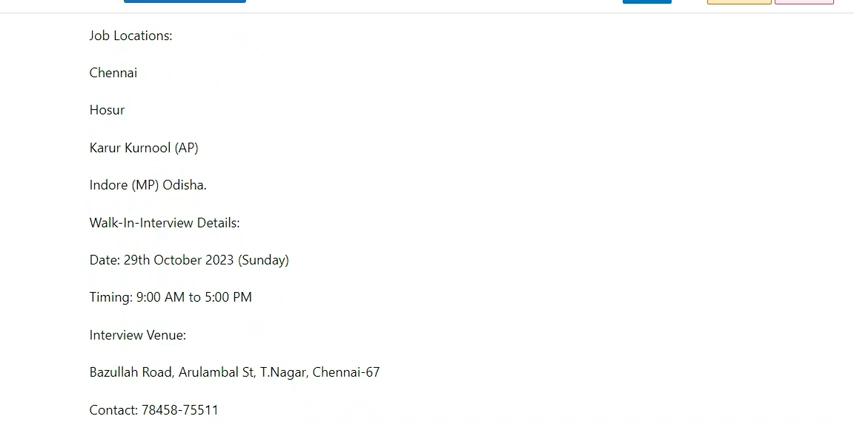 Job Locations:
Chennai
Hosur
Karur Kurnool (AP)
Indore (MP) Odisha.
Walk-In-Interview Details:
Date: 29th October 2023 (Sunday)
Timing: 9:00 AM to 5:00 PM
Interview Venue:
Bazullah Road, Arulambal St, T.Nagar, Chennai-67
Contact: 78458-75511